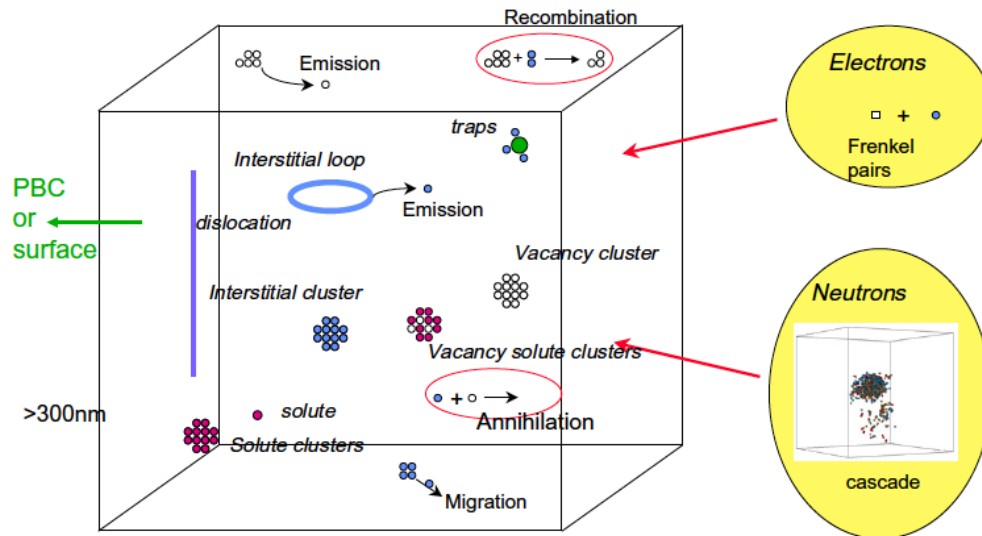 Recombination
Emission
+
Electrons
+
Frenkel
pairs
traps
Interstitial loop
Emission
PBC
or
surface
dislocation
Vacancy cluster
Interstitial cluster
Neutrons
Vacancy solute clusters
+
Annihilation
>300nm
solute
Solute clusters
Migration
cascade